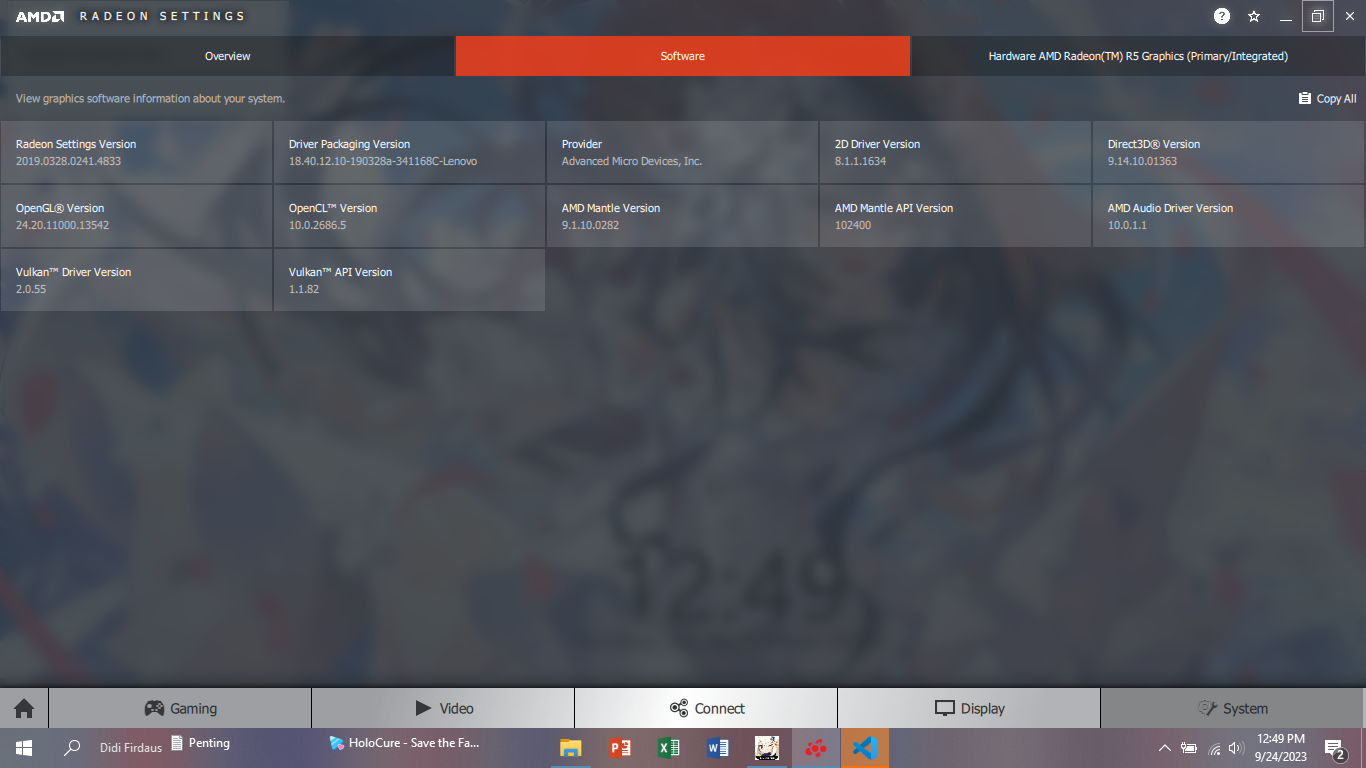 AMD RADEON SETTINGS
Overview
Software
Hardware AMD Radeon(TM) R5 Graphics (Primary/Integrated)
View graphics software information about your system.
Copy All
Radeon Settings Version
2019.0328.0241.4833
Driver Packaging Version
18.40.12.10-190328a-341168C-Lenovo
Provider
Advanced Micro Devices, Inc.
2D Driver Version
8.1.1.1634
Direct3D® Version
9.14.10.01363
OpenGL® Version
24.20.11000.13542
OpenCL™ Version
10.0.2686.5
AMD Mantle Version
9.1.10.0282
AMD Mantle API Version
102400
AMD Audio Driver Version
10.0.1.1
Vulkan™ Driver Version
2.0.55
Vulkan™ API Version
1.1.82
12:49
Gaming
Video
Connect
Display
System
Didi Firdaus
Penting
HoloCure - Save the Fa...
12:49 PM
9/24/2023
2